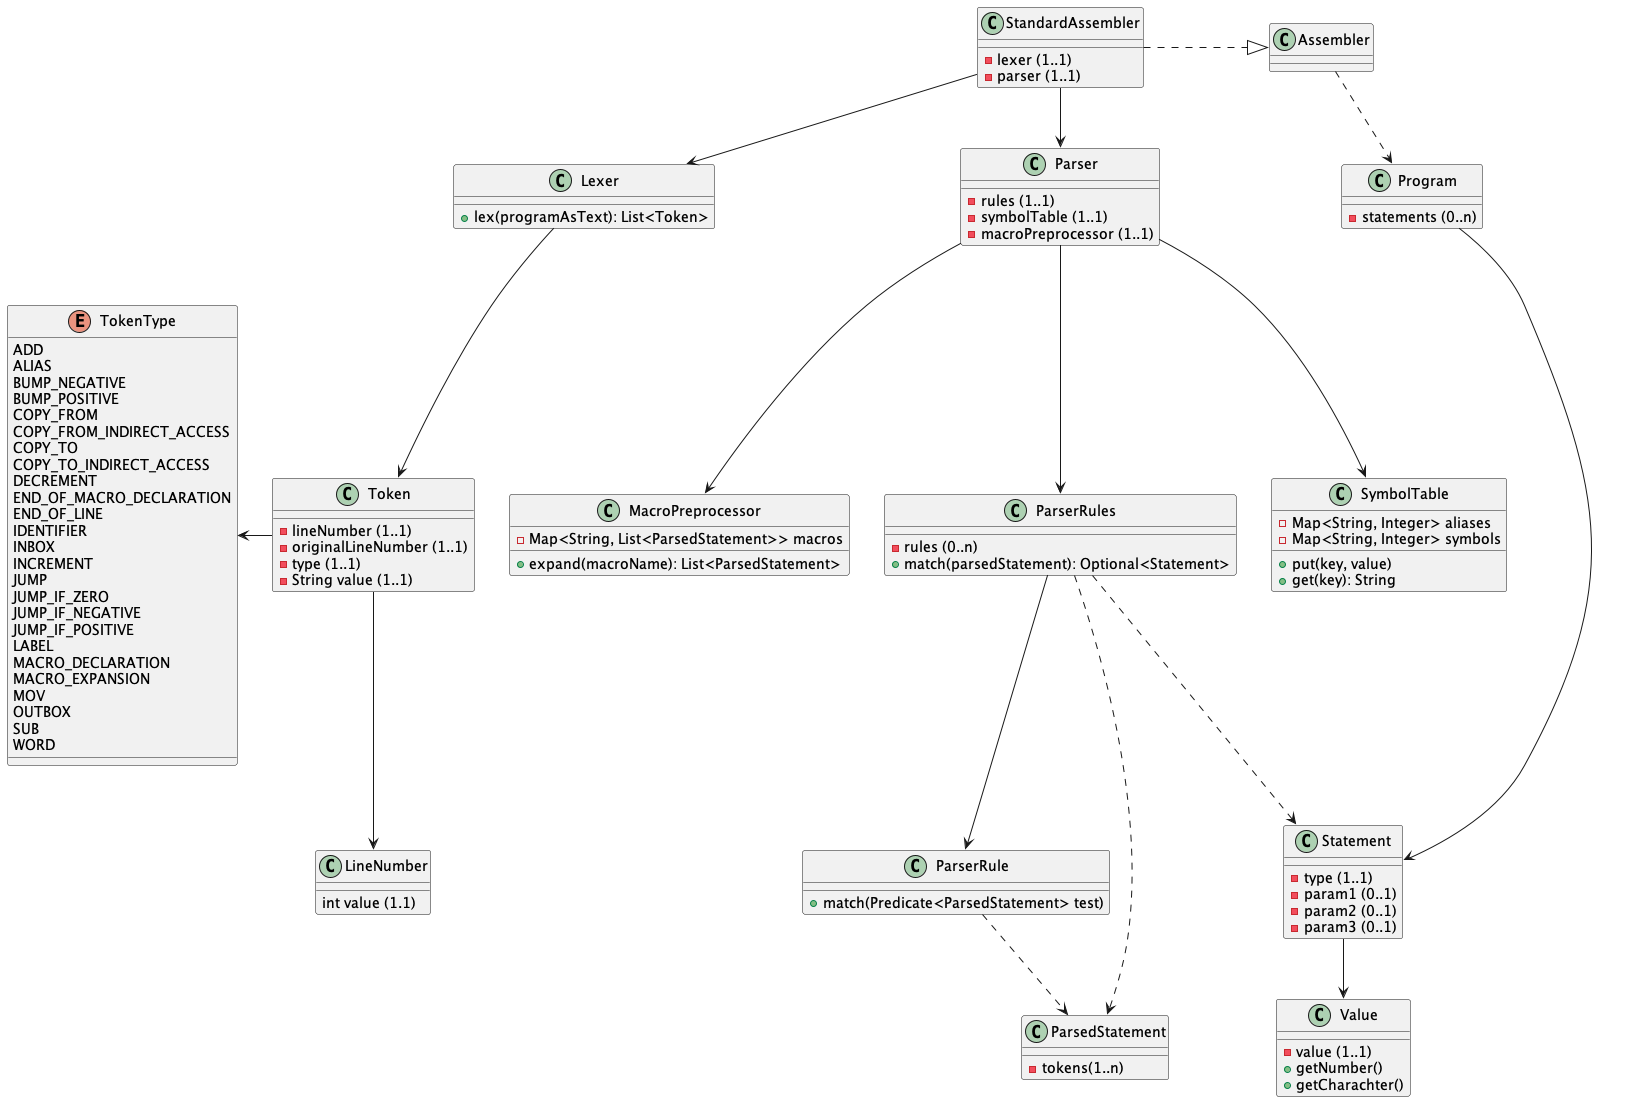 C StandardAssembler
lexer (1..1)
parser (1..1)
C Assembler
C Lexer
lex(programAsText): List<Token>
C Parser
rules (1..1)
symbolTable (1..1)
macroPreprocessor (1..1)
C Program
statements (0..n)
E TokenType
ADD
ALIAS
BUMP_NEGATIVE
BUMP_POSITIVE
COPY_FROM
COPY_FROM_INDIRECT_ACCESS
COPY_TO
COPY_TO_INDIRECT_ACCESS
DECREMENT
END_OF_MACRO_DECLARATION
END_OF_LINE
IDENTIFIER
INBOX
INCREMENT
JUMP
JUMP_IF_ZERO
JUMP_IF_NEGATIVE
JUMP_IF_POSITIVE
LABEL
MACRO_DECLARATION
MACRO_EXPANSION
MOV
OUTBOX
SUB
WORD
C Token
lineNumber (1..1)
originalLineNumber (1..1)
type (1..1)
String value (1..1)
C MacroPreprocessor
Map<String, List<ParsedStatement>> macros
expand(macroName): List<ParsedStatement>
C ParserRules
rules (0..n)
match(parsedStatement): Optional<Statement>
C SymbolTable
Map<String, Integer> aliases
Map<String, Integer> symbols
put(key, value)
get(key): String
C LineNumber
int value (1.1)
C ParserRule
match(Predicate<ParsedStatement> test)
C Statement
type (1..1)
param1 (0..1)
param2 (0..1)
param3 (0..1)
C ParsedStatement
tokens(1..n)
C Value
value (1..1)
getNumber()
getCharachter()